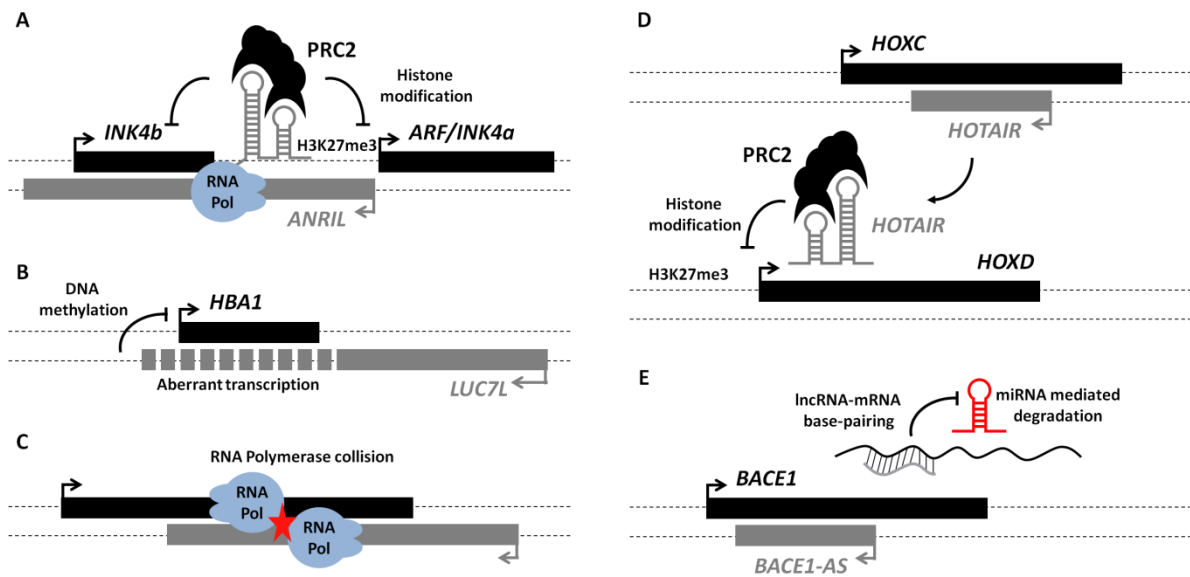 A
PRC2
Histone
modification
INK4b
H3K27me3
ARF/INK4a
RNA
Pol
ANRIL
B
DNA
methylation
HBA1
Aberrant transcription
LUC7L
C
RNA Polymerase collision
RNA
Pol
RNA
Pol
D
HOXC
HOTAIR
PRC2
Histone
modification
HOTAIR
H3K27me3
HOXD
E
lncRNA-mRNA
base-pairing
miRNA mediated
degradation
BACE1
BACE1-AS